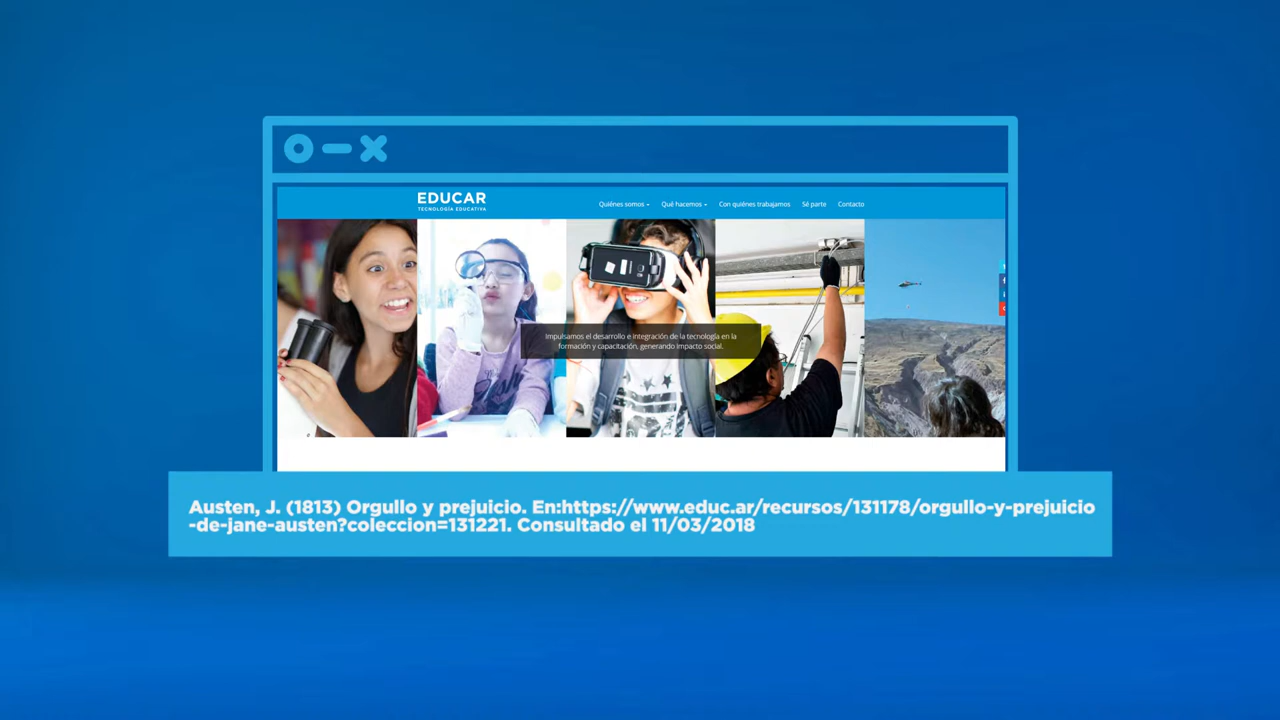 EDUCAR
TECNOLOGÍA EDUCATIVA
Quiénes somos
Qué hacemos
Con quiénes trabajamos
Sé parte
Contacto
Impulsamos el desarrollo e integración de la tecnología en la
formación y capacitación, generando impacto social.
Austen, J. (1813) Orgullo y prejuicio. En:https://www.educ.ar/recursos/131178/orgullo-y-prejuicio
-de-jane-austen?coleccion=131221. Consultado el 11/03/2018